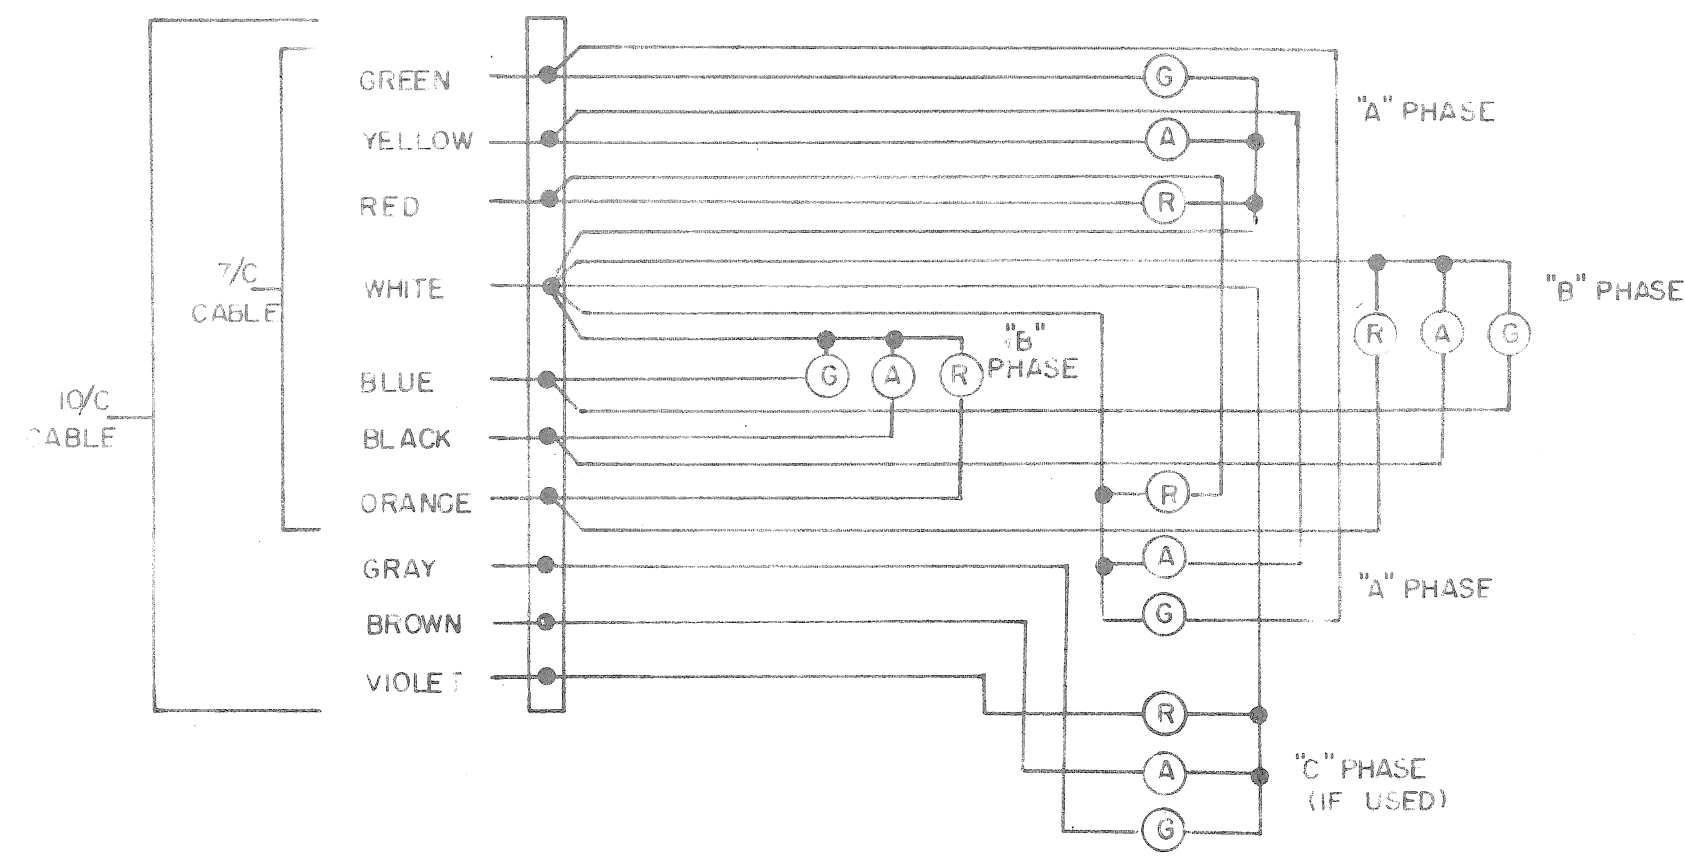 GREEN
G
"A" PHASE
YELLOW
A
RED
R
7/C
CABLE
WHITE
"B" PHASE
R
A
G
"B"
PHASE
BLUE
G
A
R
10/C
CABLE
BLACK
ORANGE
R
GRAY
A
"A" PHASE
BROWN
G
VIOLET
R
"C" PHASE
(IF USED)
A
G